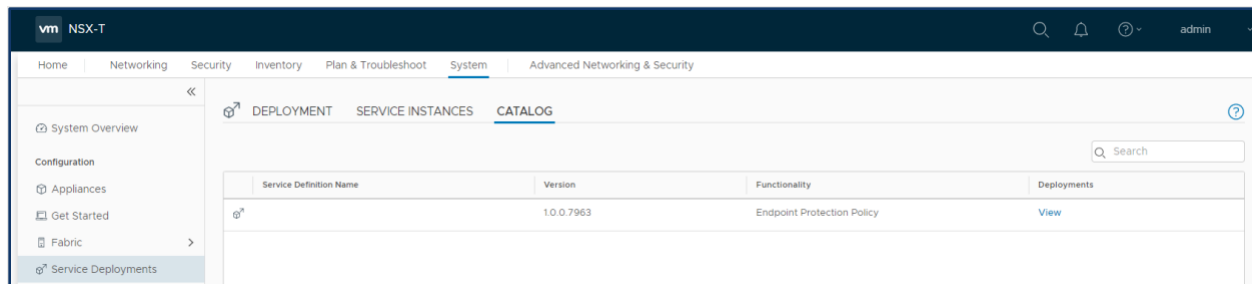 vm NSX-T admin
Home Networking Security Inventory Plan & Troubleshoot System Advanced Networking & Security
DEPLOYMENT SERVICE INSTANCES CATALOG
System Overview
Search
Configuration
Service Definition Name Version Functionality Deployments
Appliances
1.0.0.7963 Endpoint Protection Policy View
Get Started
Fabric
Service Deployments